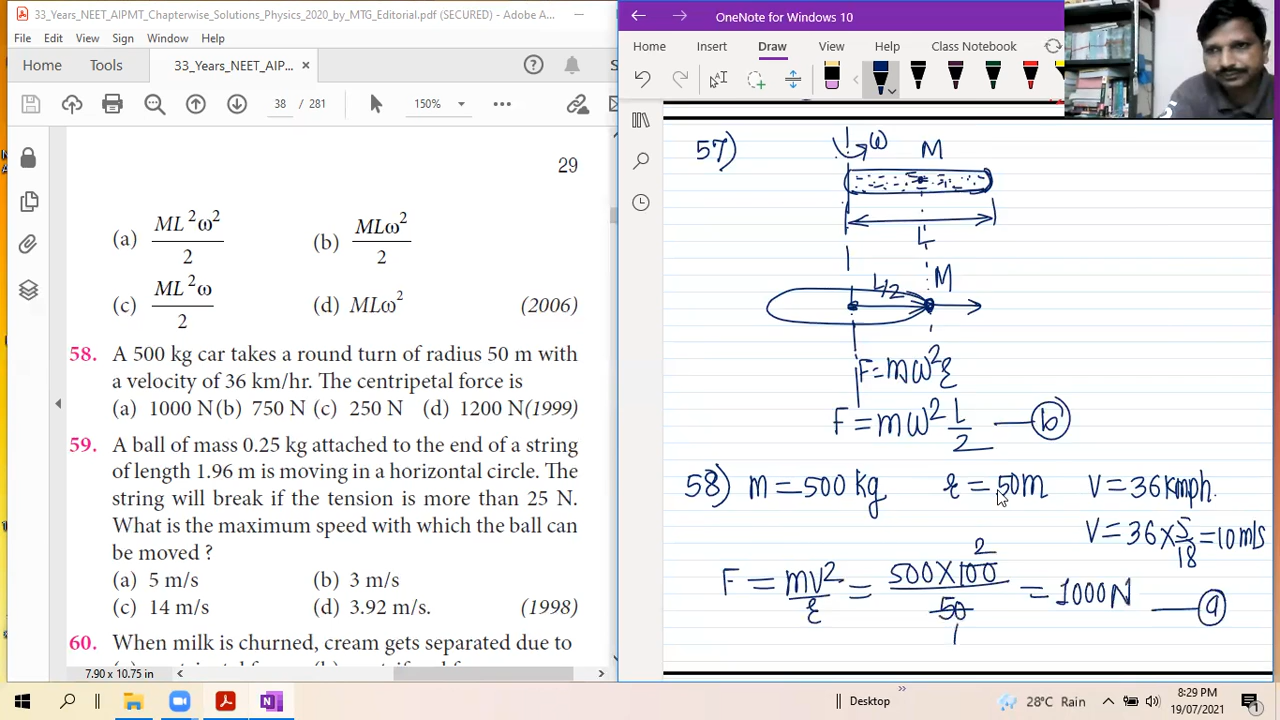 33_Years_NEET_AIPMT_Chapterwise_Solutions_Physics_2020_by_MTG_Editorial.pdf (SECURED) - Adobe A...
File Edit View Sign Window Help
Home Tools 33_Years_NEET_AIP... ×
38 / 281 150%
29
(a) ML²ω²/2 (b) MLω²/2
(c) ML²ω/2 (d) MLω² (2006)
58. A 500 kg car takes a round turn of radius 50 m with
a velocity of 36 km/hr. The centripetal force is
(a) 1000 N (b) 750 N (c) 250 N (d) 1200 N (1999)
59. A ball of mass 0.25 kg attached to the end of a string
of length 1.96 m is moving in a horizontal circle. The
string will break if the tension is more than 25 N.
What is the maximum speed with which the ball can
be moved ?
(a) 5 m/s (b) 3 m/s
(c) 14 m/s (d) 3.92 m/s. (1998)
60. When milk is churned, cream gets separated due to
7.90 x 10.75 in
OneNote for Windows 10
Home Insert Draw View Help Class Notebook
57) ω M
L
L/2 M
F=mω²r
F = mω² L/2 — (b)
58) m = 500 kg r = 50m V = 36 kmph.
V = 36 × 5/18 = 10 m/s
F = mV²/r = 500 X 100/50 = 1000 N — (a)
2
1
Desktop » 28°C Rain 8:29 PM
19/07/2021